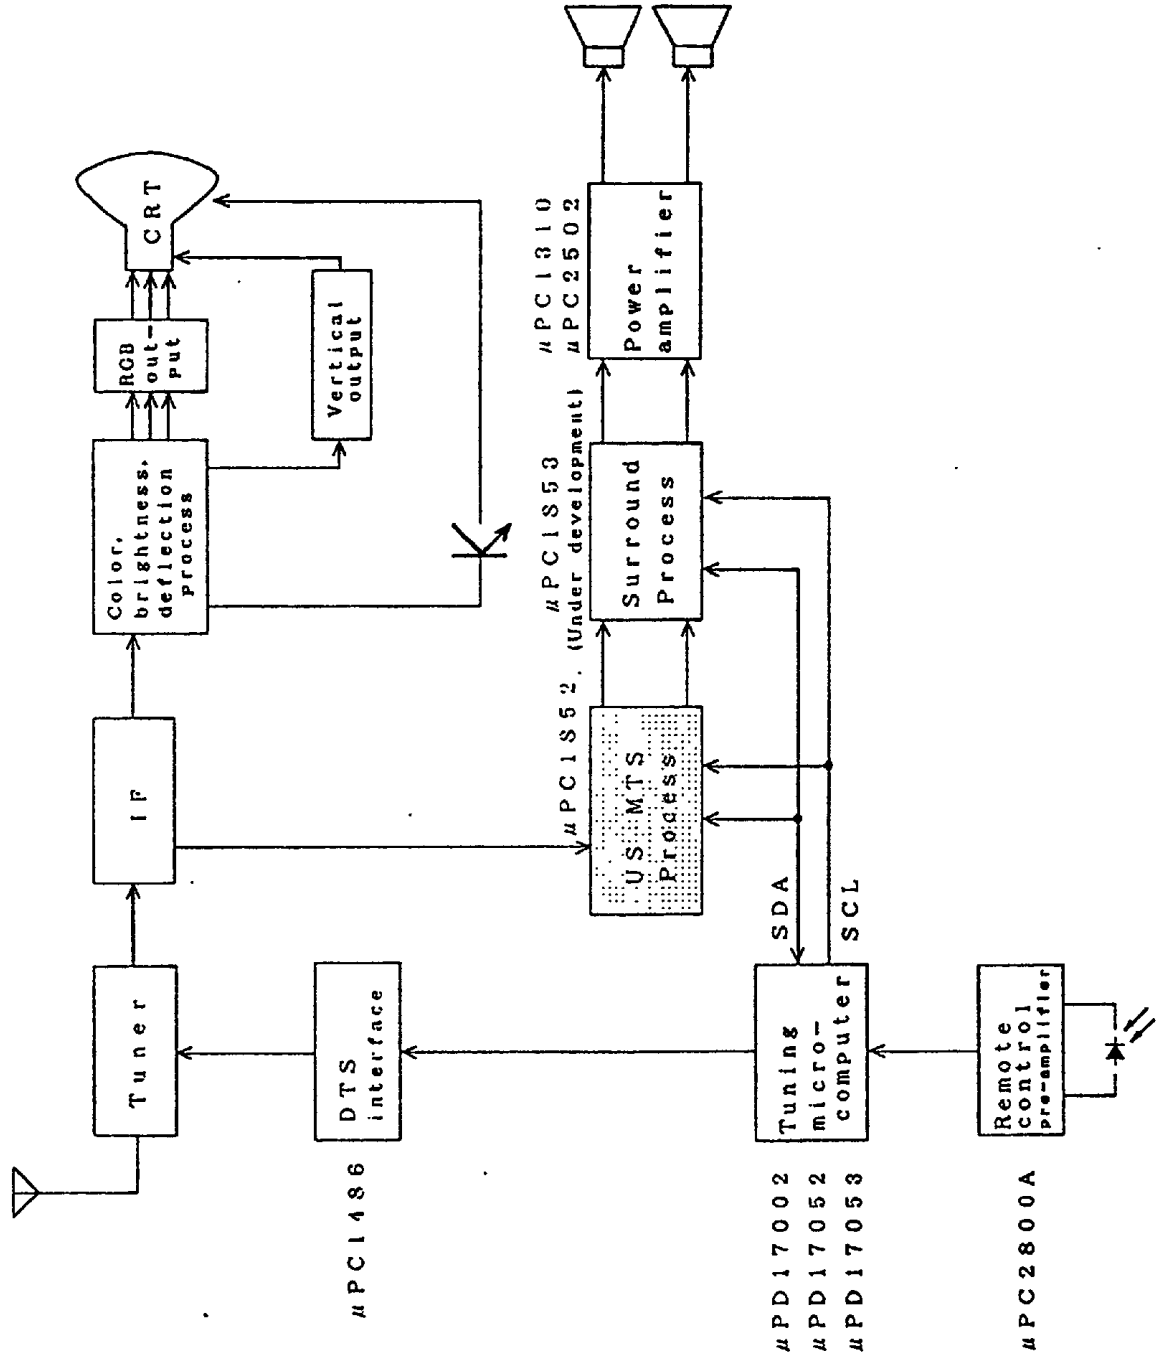 Tuner
IF
Color,
brightness,
deflection
process
RGB
out-
put
CRT
DTS
interface
μPC1486
Vertical
output
μPC1852
μPC1853
(Under development)
μPC1310
μPC2502
US MTS
Process
Surround
Process
Power
amplifier
SDA
SCL
μPD17002
μPD17052
μPD17053
Tuning
micro-
computer
μPC2800A
Remote
control
pre-amplifier